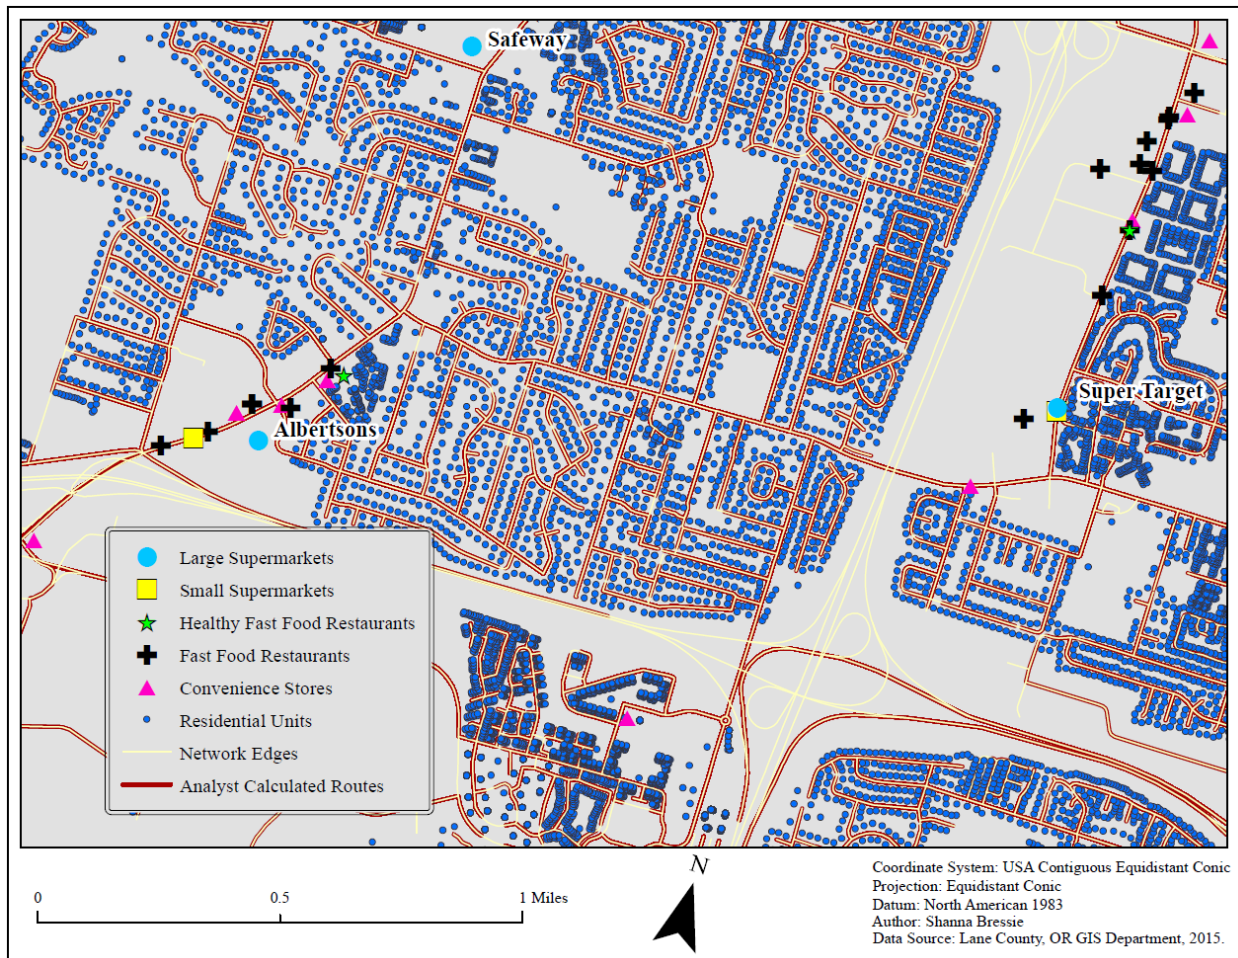 Safeway
Super Target
Albertsons
Large Supermarkets
Small Supermarkets
Healthy Fast Food Restaurants
Fast Food Restaurants
Convenience Stores
Residential Units
Network Edges
Analyst Calculated Routes
N
0 0.5 1 Miles
Coordinate System: USA Contiguous Equidistant Conic
Projection: Equidistant Conic
Datum: North American 1983
Author: Shanna Bressie
Data Source: Lane County, OR GIS Department, 2015.